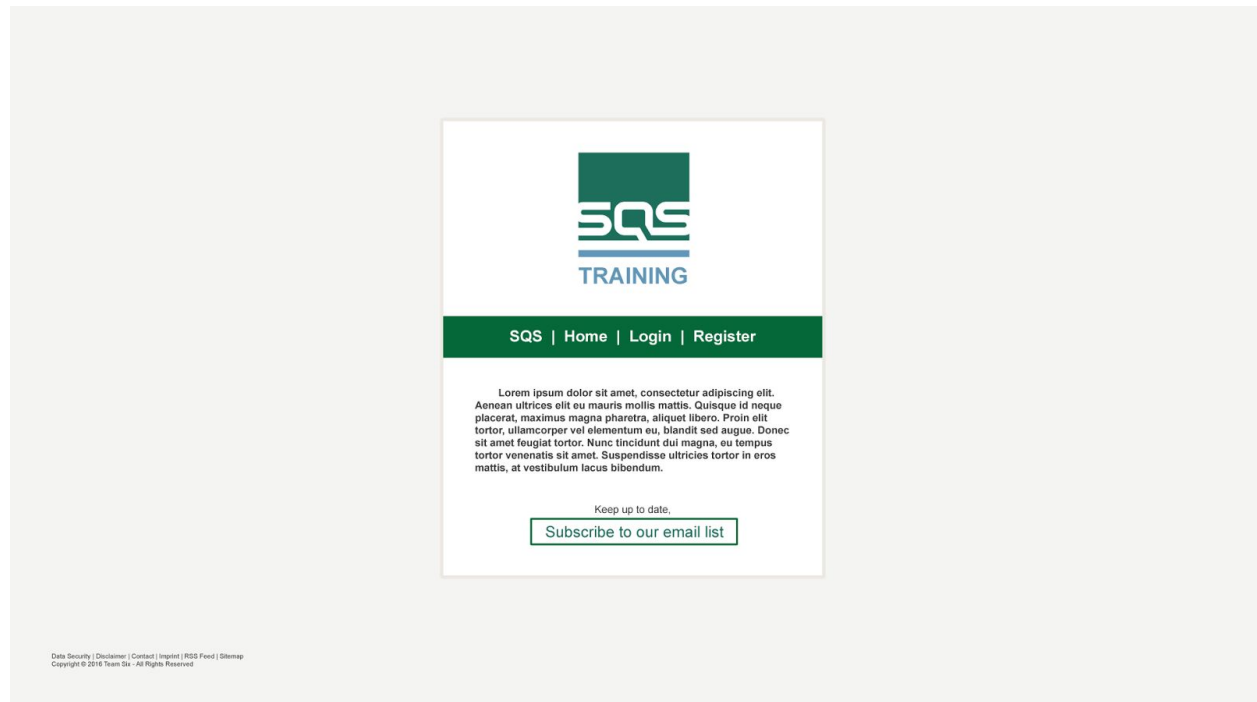 SQS
TRAINING
SQS | Home | Login | Register
Lorem ipsum dolor sit amet, consectetur adipiscing elit.
Aenean ultrices elit eu mauris mollis mattis. Quisque id neque
placerat, maximus magna pharetra, aliquet libero. Proin elit
tortor, ullamcorper vel elementum eu, blandit sed augue. Donec
sit amet feugiat tortor. Nunc tincidunt dui magna, eu tempus
tortor venenatis sit amet. Suspendisse ultricies tortor in eros
mattis, at vestibulum lacus bibendum.
Keep up to date,
Subscribe to our email list
Data Security | Disclaimer | Contact | Imprint | RSS Feed | Sitemap
Copyright © 2016 Team Six - All Rights Reserved